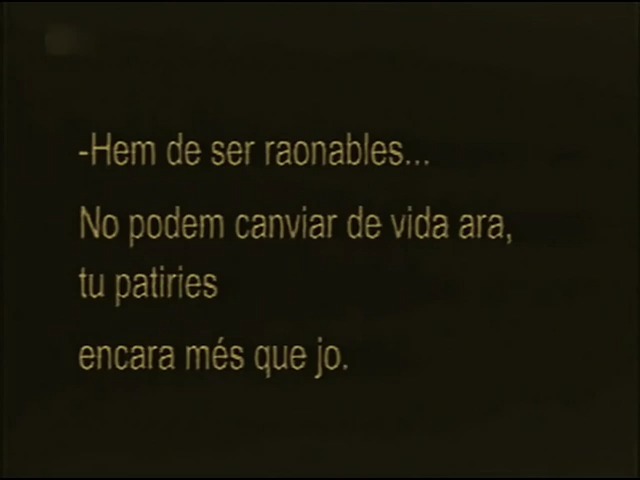 -Hem de ser raonables...
No podem canviar de vida ara,
tu patiries
encara més que jo.